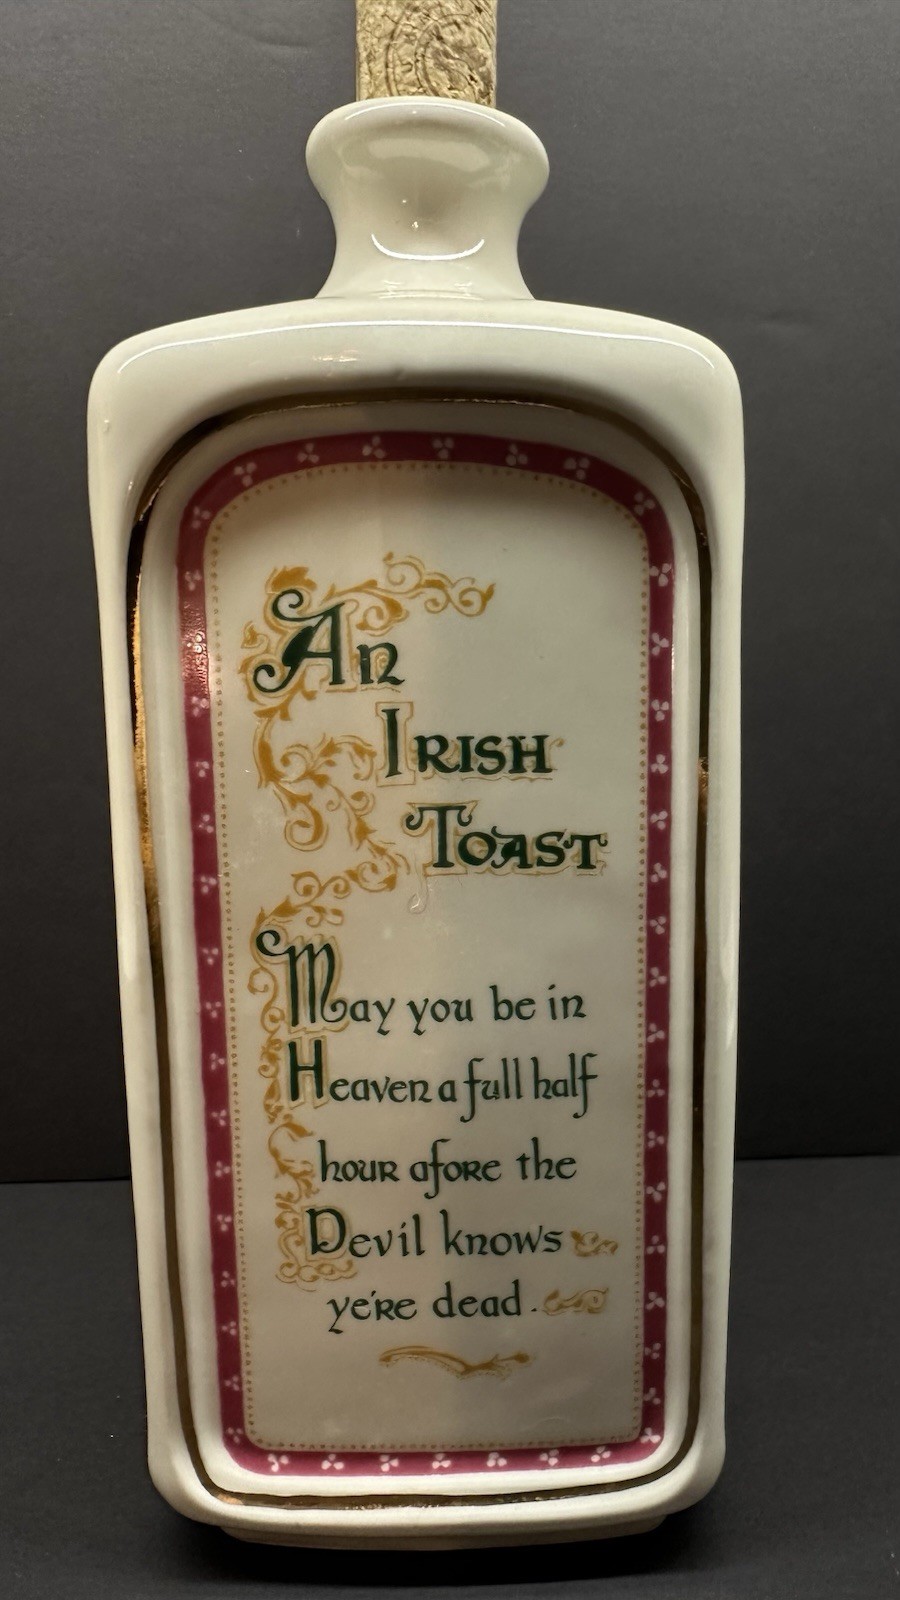 An
Irish
Toast
May you be in
Heaven a full half
hour afore the
Devil knows
ye're dead.